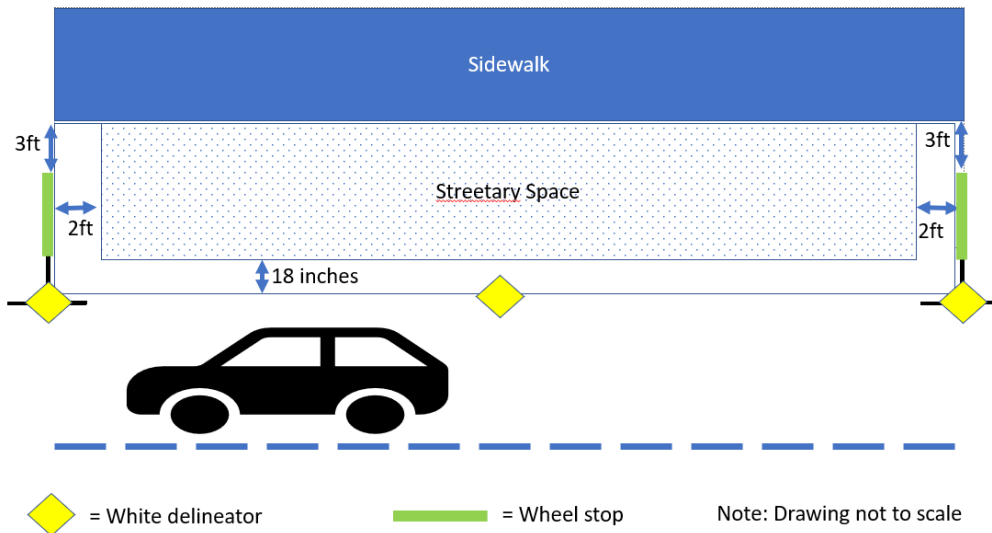 Sidewalk
3ft
3ft
Streetary Space
2ft
2ft
18 inches
= White delineator
= Wheel stop
Note: Drawing not to scale